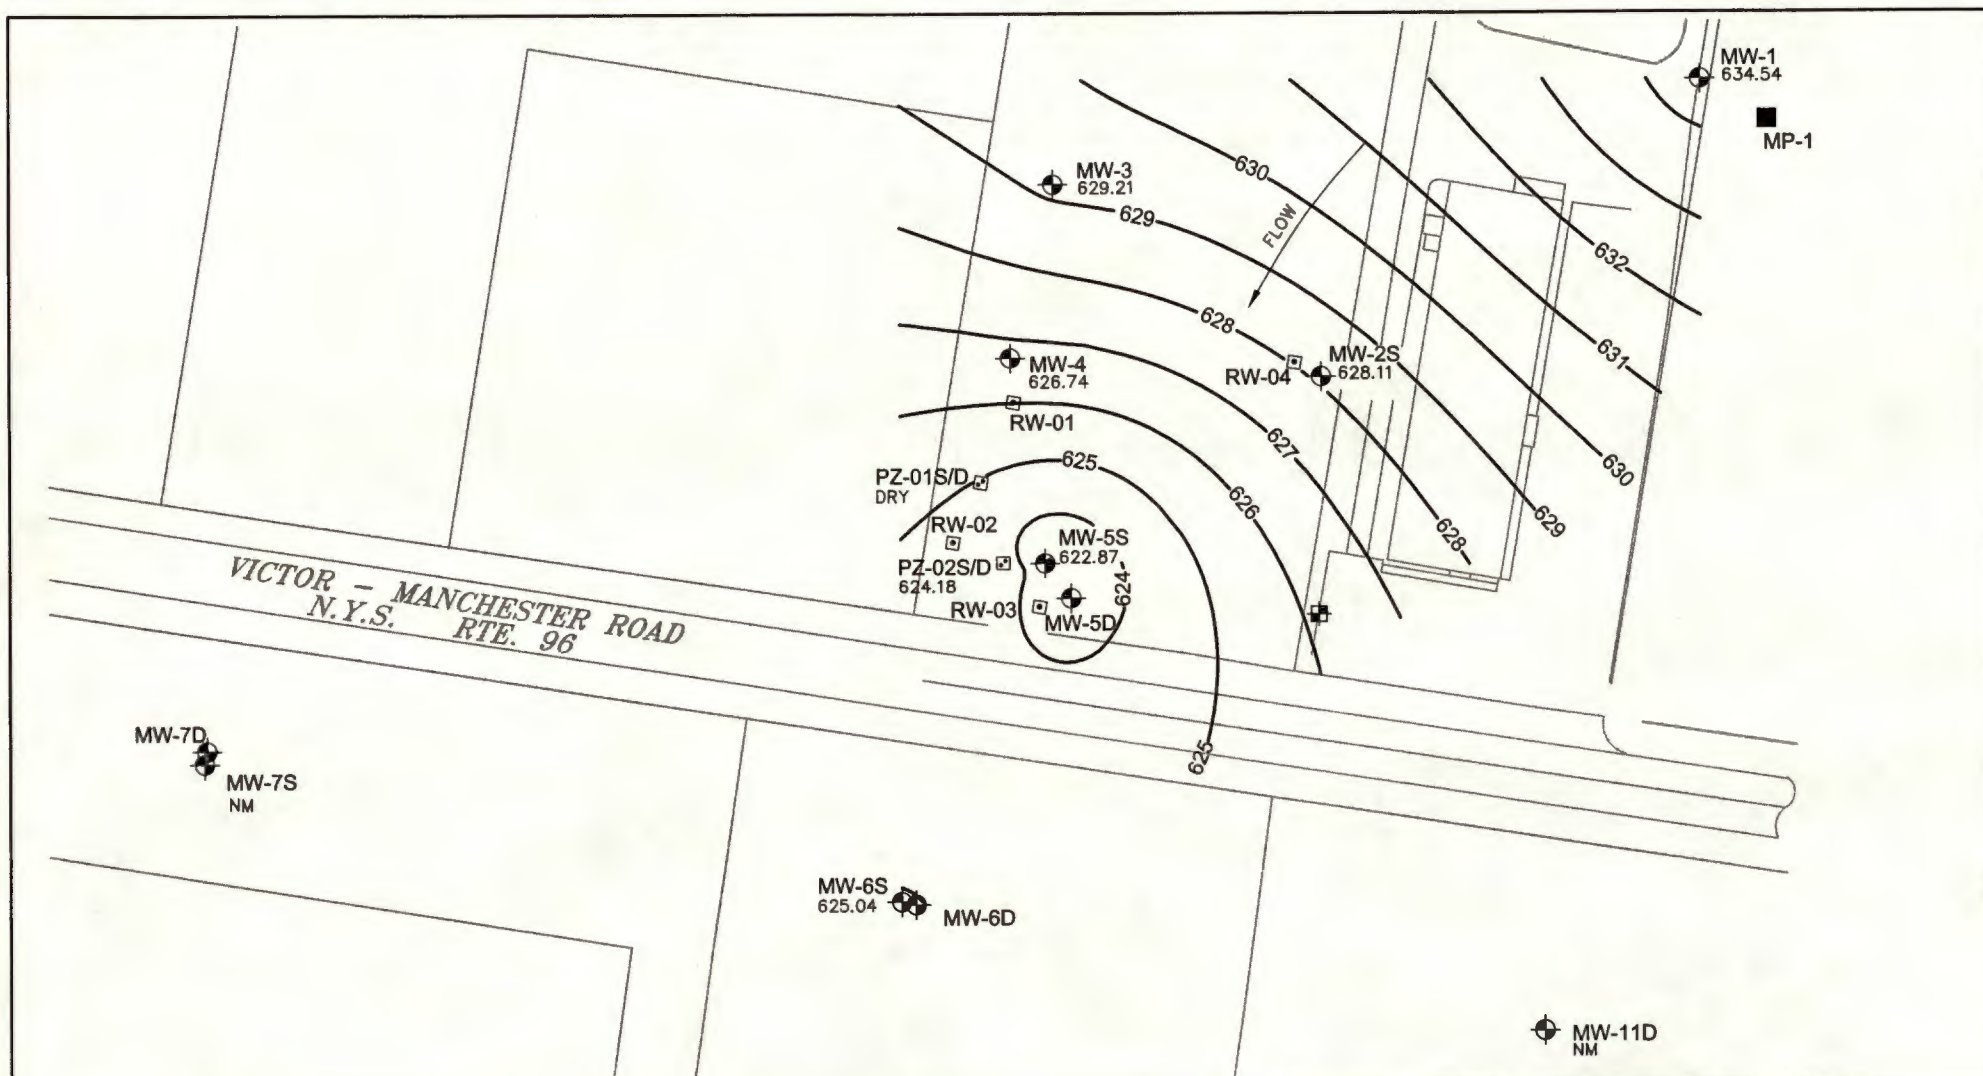 MW-1
634.54
MP-1
MW-3
629.21
630
629
FLOW
632
628
631
MW-2S
628.11
RW-04
MW-4
626.74
RW-01
627
630
625
PZ-01S/D
DRY
626
629
628
RW-02
MW-5S
622.87
PZ-02S/D
624.18
624
RW-03
MW-5D
VICTOR - MANCHESTER ROAD
N.Y.S. RTE. 96
625
MW-7D
MW-7S
NM
MW-6S
625.04
MW-6D
MW-11D
NM